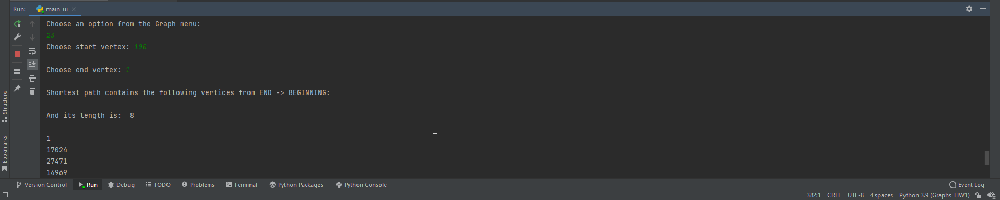 Run: main_ui
Choose an option from the Graph menu:
23
Choose start vertex: 100
Choose end vertex: 1
Shortest path contains the following vertices from END -> BEGINNING:
And its length is:  8
1
17024
27471
14969
Structure
Bookmarks
Version Control Run Debug TODO Problems Terminal Python Packages Python Console Event Log
382:1 CRLF UTF-8 4 spaces Python 3.9 (Graphs_HW1)